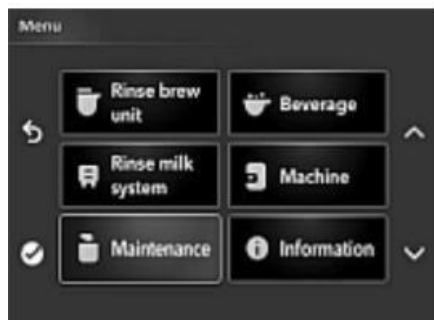 Menu
Rinse brew
unit
Beverage
Rinse milk
system
Machine
Maintenance
Information